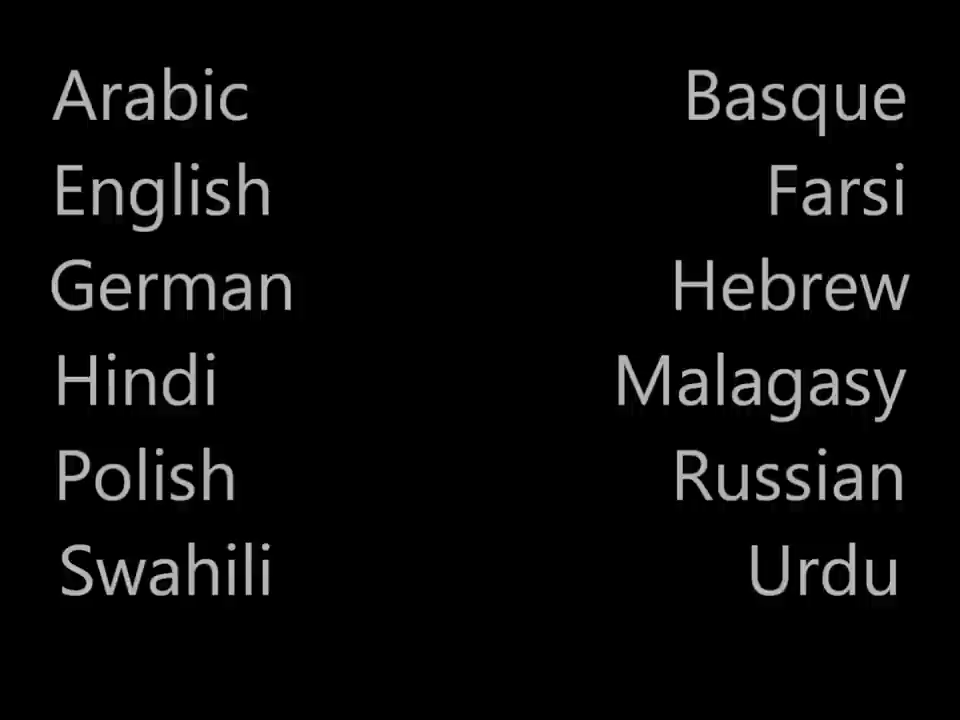 Arabic Basque
English Farsi
German Hebrew
Hindi Malagasy
Polish Russian
Swahili Urdu